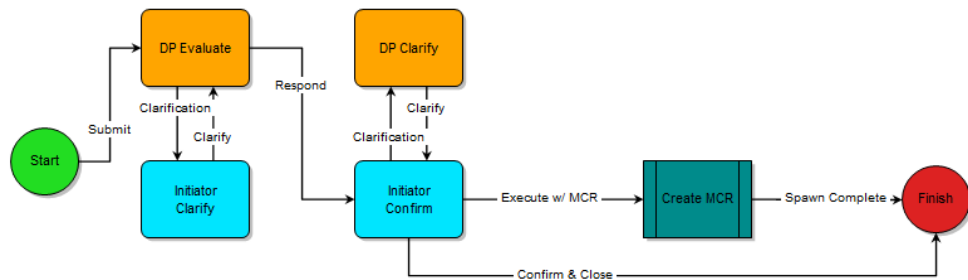 DP Evaluate
DP Clarify
Respond
Clarification
Clarify
Submit
Clarify
Clarification
Start
Initiator
Clarify
Initiator
Confirm
Execute w/ MCR
Create MCR
Spawn Complete
Finish
Confirm & Close